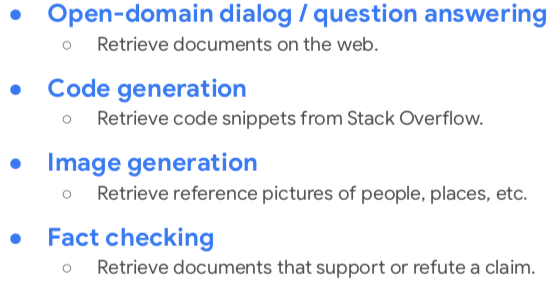 ● Open-domain dialog / question answering
○ Retrieve documents on the web.
● Code generation
○ Retrieve code snippets from Stack Overflow.
● Image generation
○ Retrieve reference pictures of people, places, etc.
● Fact checking
○ Retrieve documents that support or refute a claim.